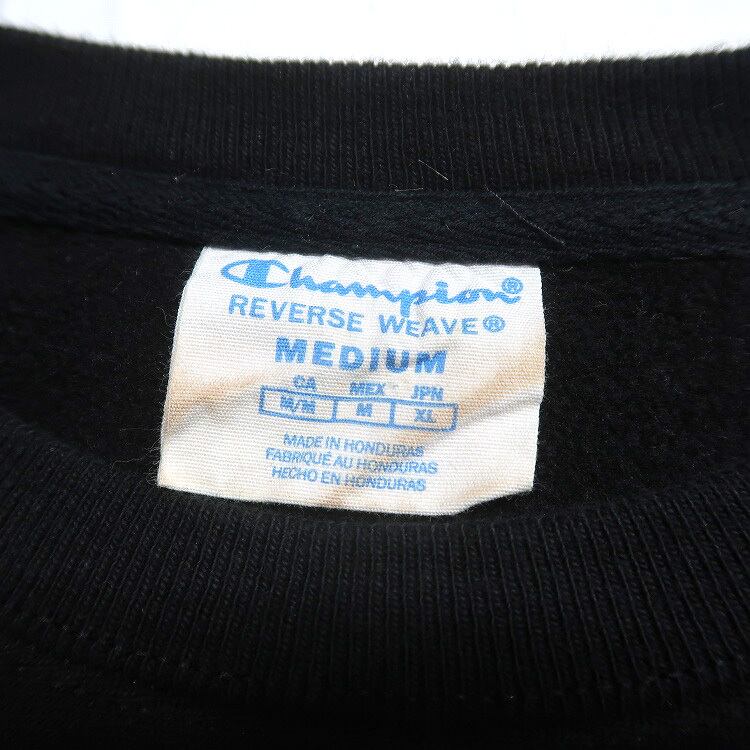 Champion®
REVERSE WEAVE®
MEDIUM
CA MEX JPN
M/M M XL
MADE IN HONDURAS
FABRIQUÉ AU HONDURAS
HECHO EN HONDURAS